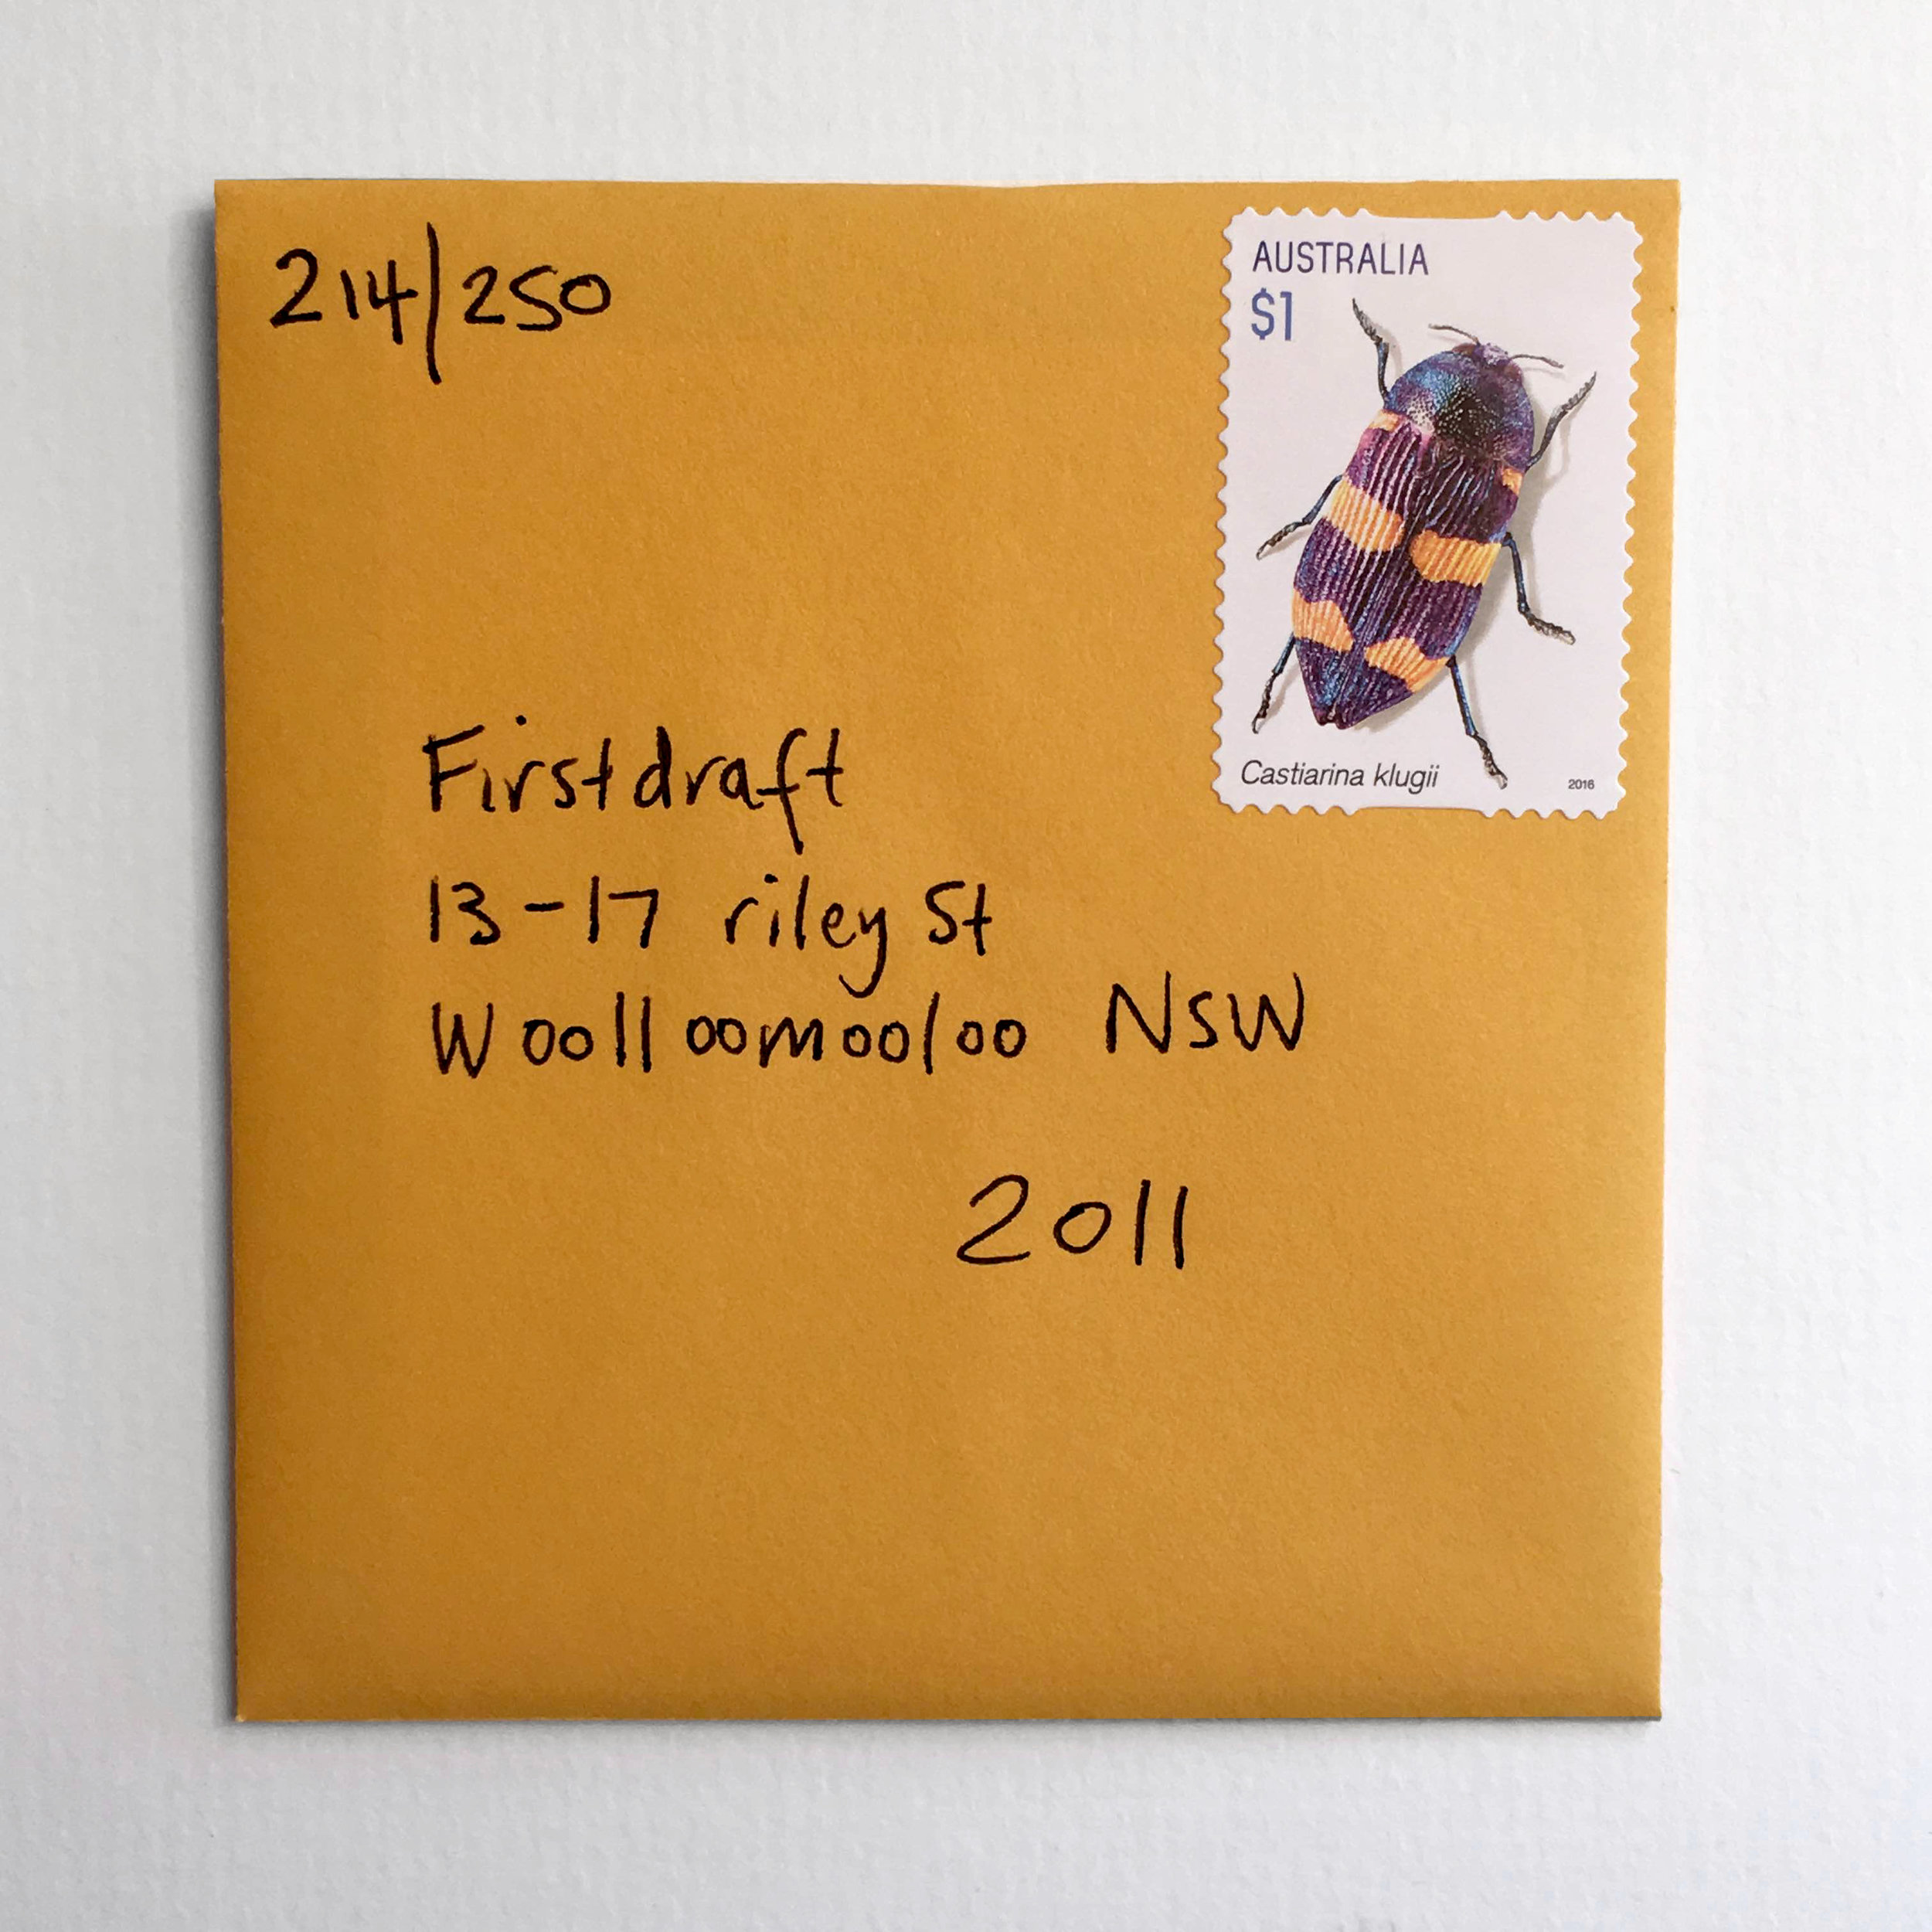 214/250
AUSTRALIA
$1
Castiarina klugii
2016
Firstdraft
13-17 riley St
Woolloomooloo NSW
2011